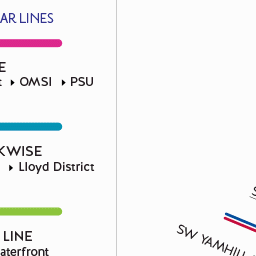 AR LINES
E
OMSI PSU
KWISE
Lloyd District
LINE
aterfront
SW YAMHILL